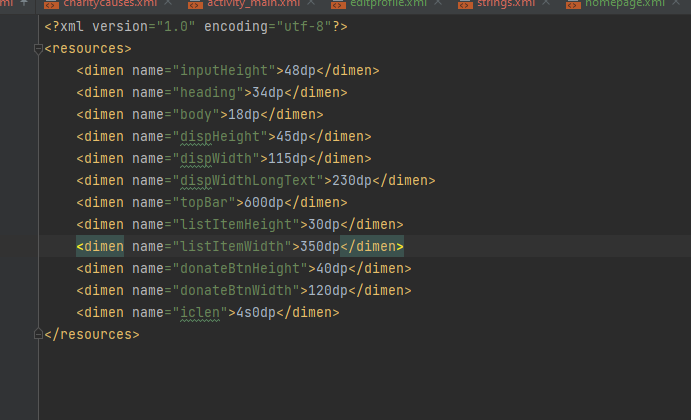 ml charitycauses.xml activity_main.xml editprofile.xml strings.xml homepage.xml
<?xml version="1.0" encoding="utf-8"?>
<resources>
<dimen name="inputHeight">48dp</dimen>
<dimen name="heading">34dp</dimen>
<dimen name="body">18dp</dimen>
<dimen name="dispHeight">45dp</dimen>
<dimen name="dispWidth">115dp</dimen>
<dimen name="dispWidthLongText">230dp</dimen>
<dimen name="topBar">600dp</dimen>
<dimen name="listItemHeight">30dp</dimen>
<dimen name="listItemWidth">350dp</dimen>
<dimen name="donateBtnHeight">40dp</dimen>
<dimen name="donateBtnWidth">120dp</dimen>
<dimen name="iclen">4s0dp</dimen>
</resources>